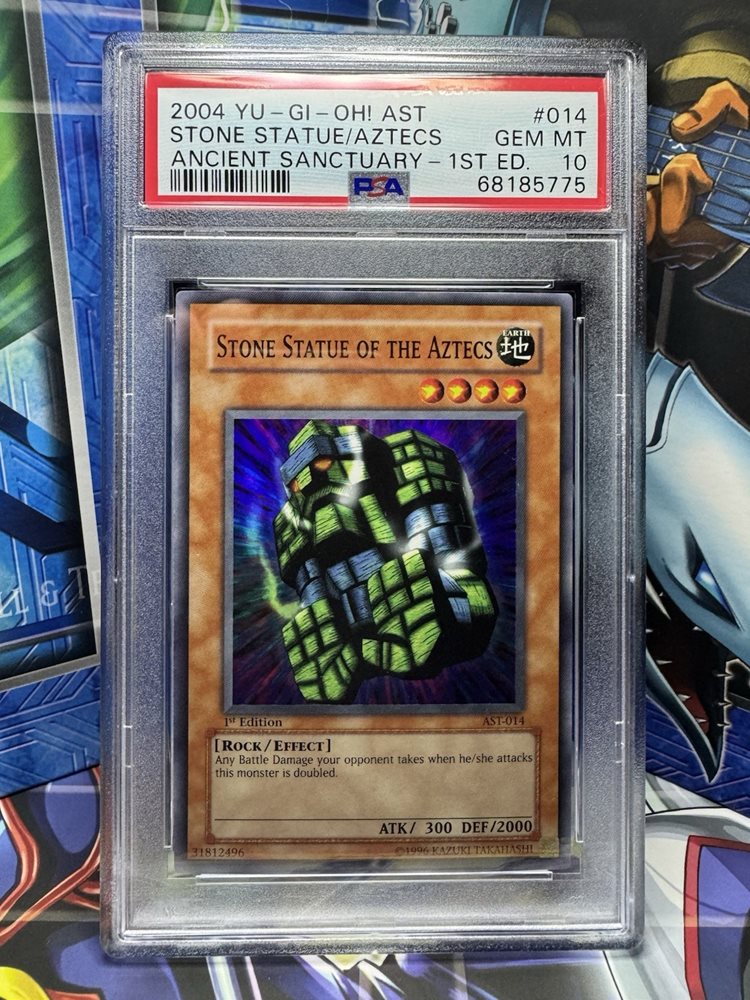 2004 YU-GI-OH! AST #014
STONE STATUE/AZTECS GEM MT
ANCIENT SANCTUARY-1ST ED. 10
PSA 68185775
STONE STATUE OF THE AZTECS EARTH 地
1st Edition AST-014
[ROCK/EFFECT]
Any Battle Damage your opponent takes when he/she attacks
this monster is doubled.
ATK/ 300 DEF/2000
31812496 ©1996 KAZUKI TAKAHASHI